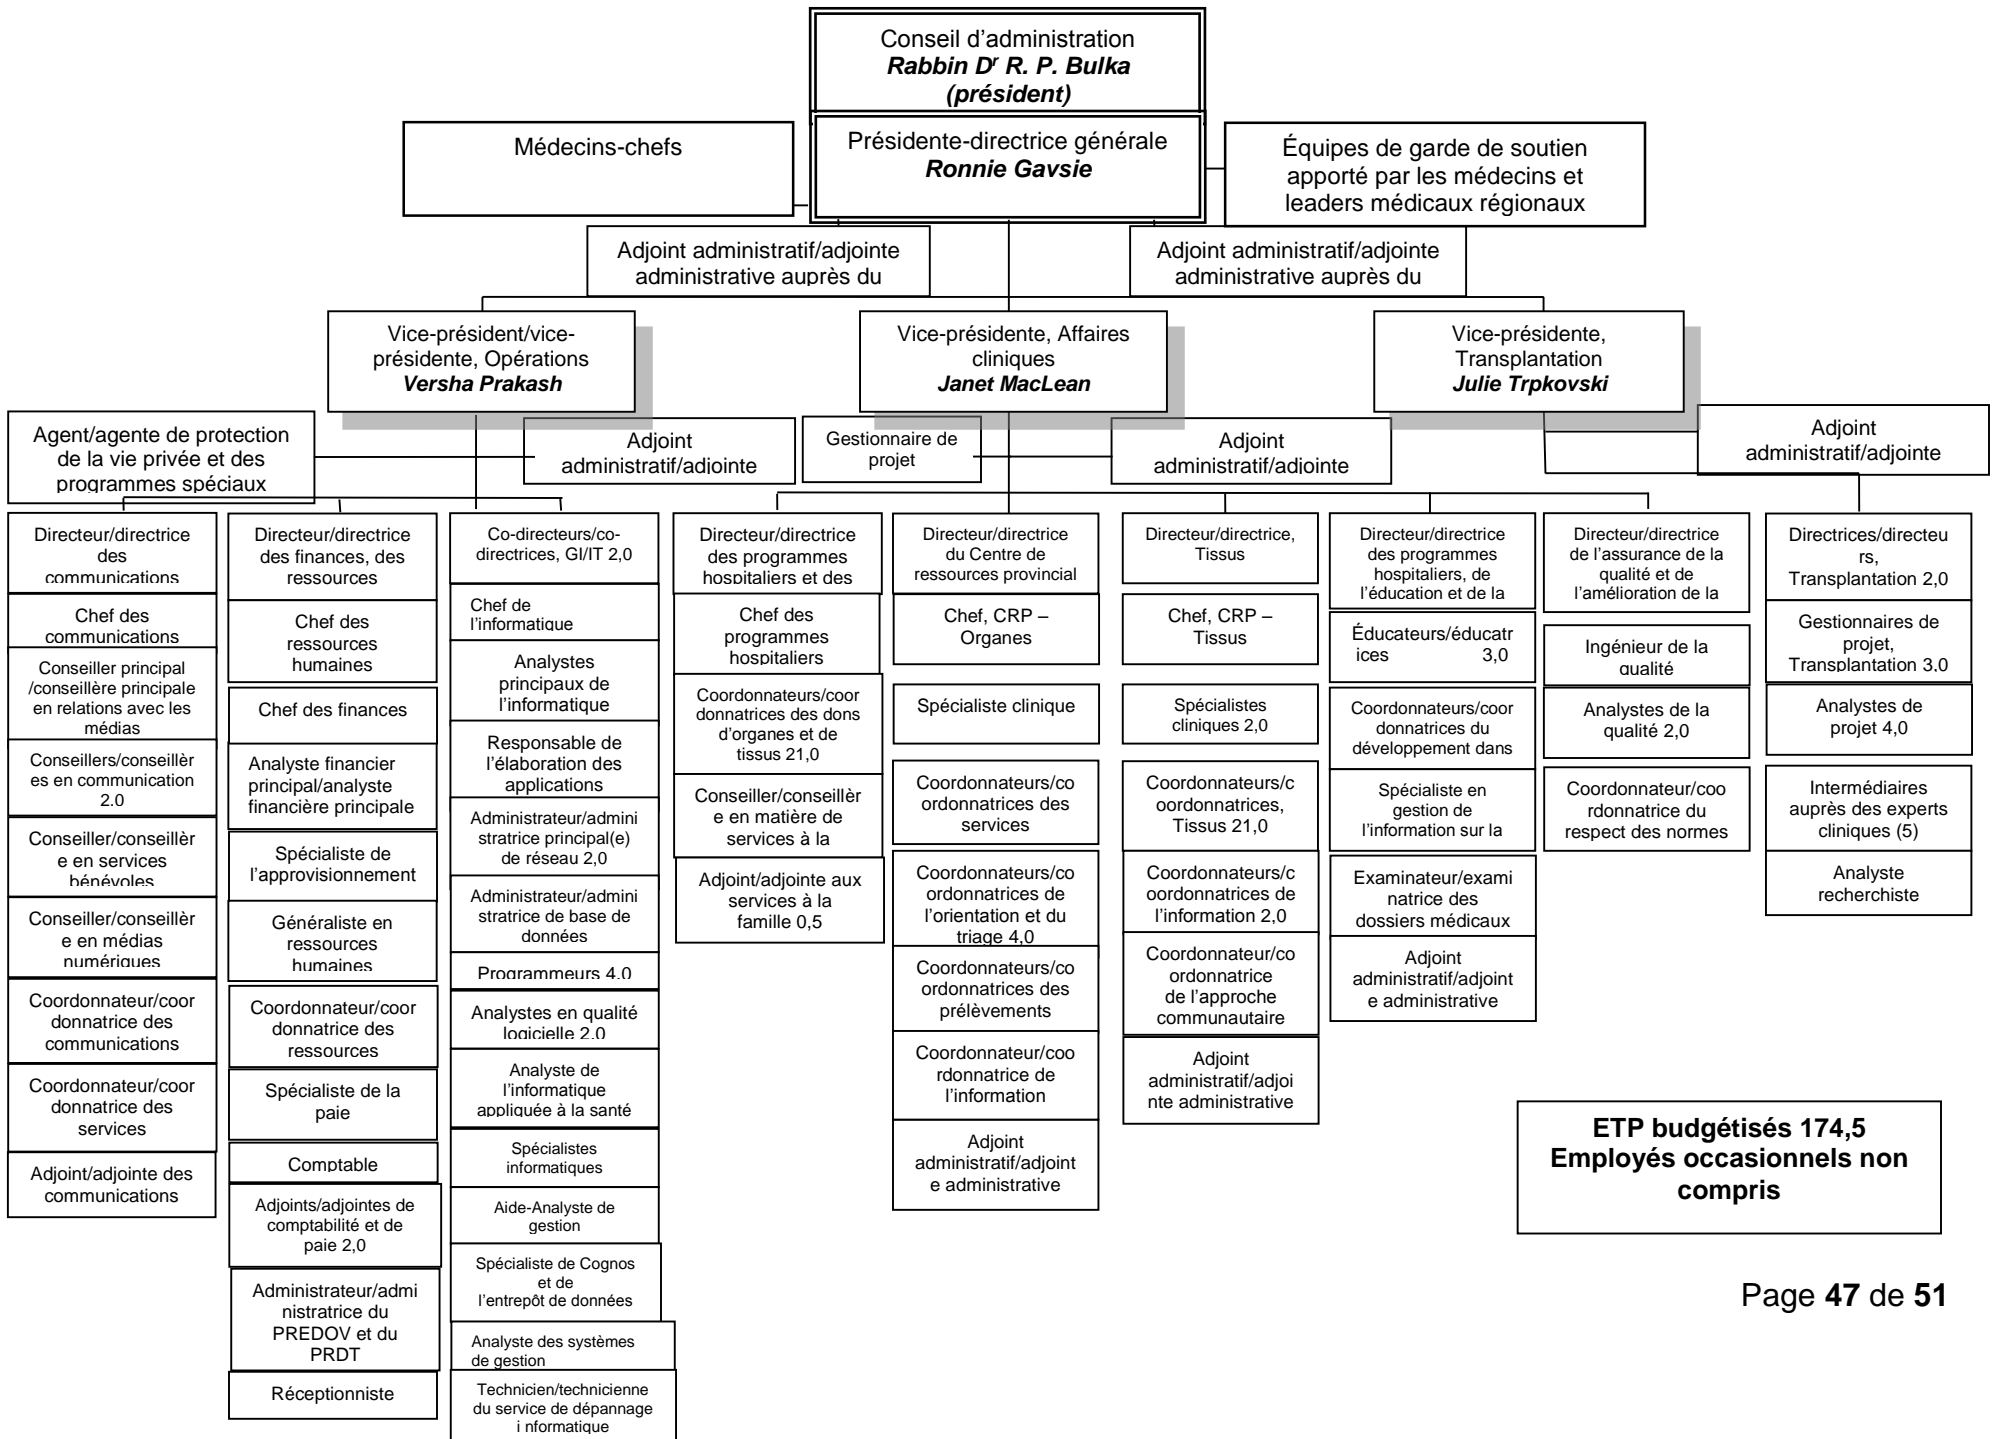 Conseil d'administration
Rabbin Dr R. P. Bulka
(président)
Médecins-chefs
Présidente-directrice générale
Ronnie Gavsie
Équipes de garde de soutien
apporté par les médecins et
leaders médicaux régionaux
Adjoint administratif/adjointe
administrative auprès du
Adjoint administratif/adjointe
administrative auprès du
Vice-président/vice-
présidente, Opérations
Versha Prakash
Vice-présidente, Affaires
cliniques
Janet MacLean
Vice-présidente,
Transplantation
Julie Trpkovski
Agent/agente de protection
de la vie privée et des
programmes spéciaux
Adjoint
administratif/adjointe
Gestionnaire de
projet
Adjoint
administratif/adjointe
Adjoint
administratif/adjointe
Directeur/directrice
des
communications
Chef des
communications
Conseiller principal
/conseillère principale
en relations avec les
médias
Conseillers/conseillèr
es en communication
2.0
Conseiller/conseillèr
e en services
bénévoles
Conseiller/conseillèr
e en médias
numériques
Coordonnateur/coor
donnatrice des
communications
Coordonnateur/coor
donnatrice des
services
Adjoint/adjointe des
communications
Directeur/directrice
des finances, des
ressources
Chef des
ressources
humaines
Chef des finances
Analyste financier
principal/analyste
financière principale
Spécialiste de
l'approvisionnement
Généraliste en
ressources
humaines
Coordonnateur/coor
donnatrice des
ressources
Spécialiste de la
paie
Comptable
Adjoints/adjointes de
comptabilité et de
paie 2,0
Administrateur/admi
nistratrice du
PREDOV et du
PRDT
Réceptionniste
Co-directeurs/co-
directrices, GI/IT 2,0
Chef de
l'informatique
Analystes
principaux de
l'informatique
Responsable de
l'élaboration des
applications
Administrateur/admini
stratrice principal(e)
de réseau 2,0
Administrateur/admini
stratrice de base de
données
Programmeurs 4.0
Analystes en qualité
logicielle 2.0
Analyste de
l'informatique
appliquée à la santé
Spécialistes
informatiques
Aide-Analyste de
gestion
Spécialiste de Cognos
et de
l'entrepôt de données
Analyste des systèmes
de gestion
Technicien/technicienne
du service de dépannage
i nformatique
Directeur/directrice
des programmes
hospitaliers et des
Chef des
programmes
hospitaliers
Coordonnateurs/coor
donnatrices des dons
d'organes et de
tissus 21,0
Conseiller/conseillèr
e en matière de
services à la
Adjoint/adjointe aux
services à la
famille 0,5
Directeur/directrice
du Centre de
ressources provincial
Chef, CRP –
Organes
Spécialiste clinique
Coordonnateurs/co
ordonnatrices des
services
Coordonnateurs/co
ordonnatrices de
l'orientation et du
triage 4,0
Coordonnateurs/co
ordonnatrices des
prélèvements
Coordonnateur/coo
rdonnatrice de
l'information
Adjoint
administratif/adjoint
e administrative
Directeur/directrice,
Tissus
Chef, CRP –
Tissus
Spécialistes
cliniques 2,0
Coordonnateurs/c
oordonnatrices,
Tissus 21,0
Coordonnateurs/c
oordonnatrices de
l'information 2,0
Coordonnateur/co
ordonnatrice
de l'approche
communautaire
Adjoint
administratif/adjoi
nte administrative
Directeur/directrice
des programmes
hospitaliers, de
l'éducation et de la
Éducateurs/éducatr
ices 3,0
Coordonnateurs/coor
donnatrices du
développement dans
Spécialiste en
gestion de
l'information sur la
Examinateur/exami
natrice des
dossiers médicaux
Adjoint
administratif/adjoint
e administrative
Directeur/directrice
de l'assurance de la
qualité et de
l'amélioration de la
Ingénieur de la
qualité
Analystes de la
qualité 2,0
Coordonnateur/coo
rdonnatrice du
respect des normes
Directrices/directeu
rs,
Transplantation 2,0
Gestionnaires de
projet,
Transplantation 3.0
Analystes de
projet 4,0
Intermédiaires
auprès des experts
cliniques (5)
Analyste
recherchiste
ETP budgétisés 174,5
Employés occasionnels non
compris
Page 47 de 51